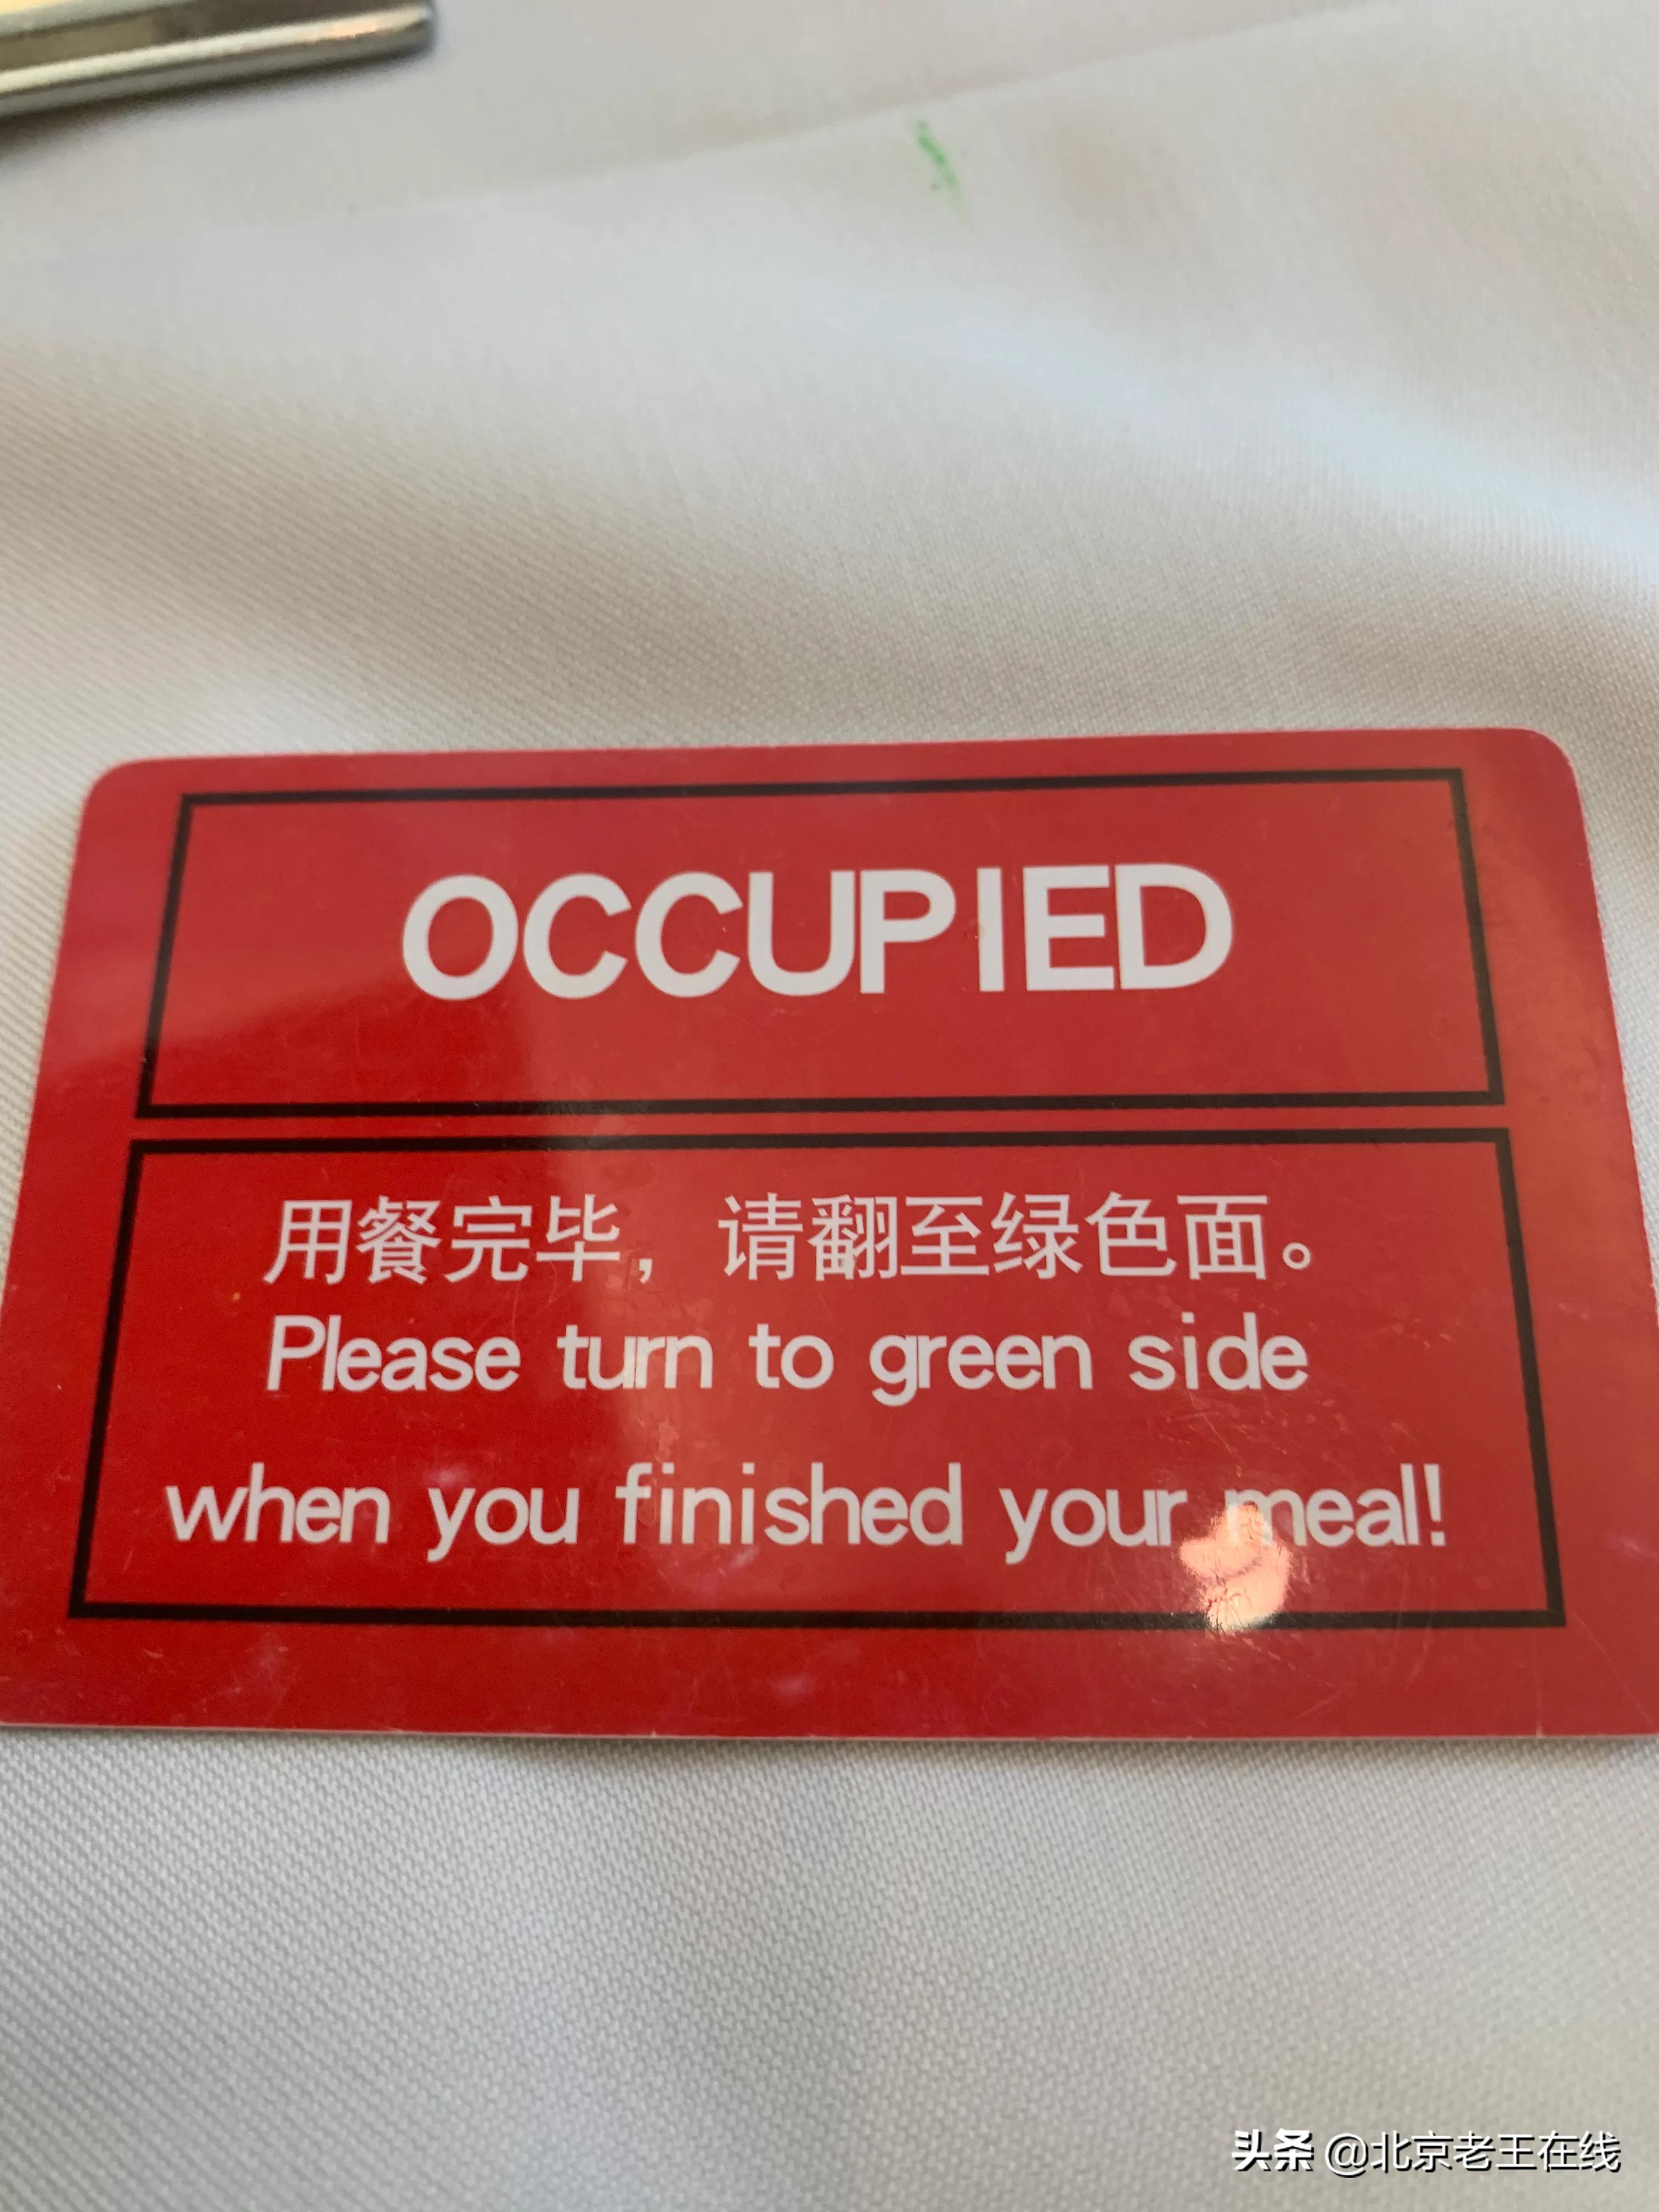 OCCUPIED
用餐完毕，请翻至绿色面。
Please turn to green side
when you finished your meal!
头条 @北京老王在线